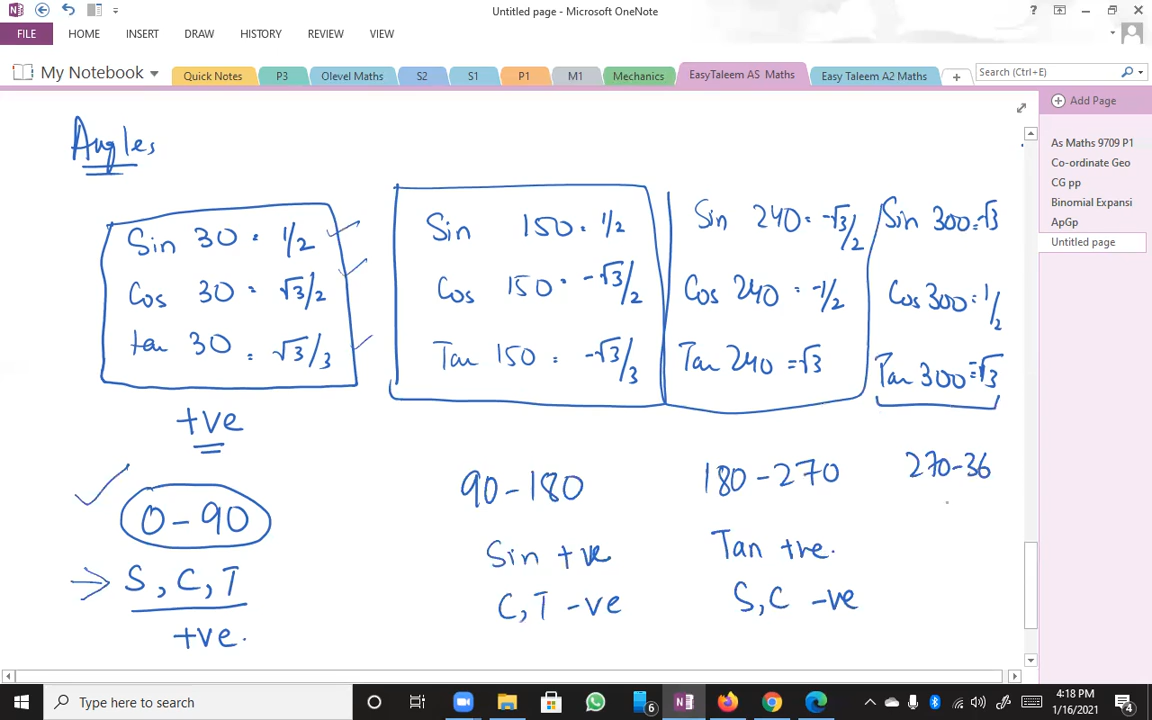 Untitled page - Microsoft OneNote
FILE HOME INSERT DRAW HISTORY REVIEW VIEW
My Notebook Quick Notes P3 Olevel Maths S2 S1 P1 M1 Mechanics EasyTaleem AS Maths Easy Taleem A2 Maths Search (Ctrl+E)
Add Page
As Maths 9709 P1
Co-ordinate Geo
CG pp
Binomial Expansi
ApGp
Untitled page
Angles
Sin 30 = 1/2
Cos 30 = √3/2
tan 30 = √3/3
+ve
0-90
S, C, T
+ve.
Sin 150 = 1/2
Cos 150 = -√3/2
Tan 150 = -√3/3
90-180
Sin +ve
C, T -ve
Sin 240 = -√3/2
Cos 240 = -1/2
Tan 240 = √3
180-270
Tan +ve.
S, C -ve
Sin 300 = √3
Cos 300 = 1/2
Tan 300 = -√3
270-36
Type here to search
6
4:18 PM
1/16/2021
4